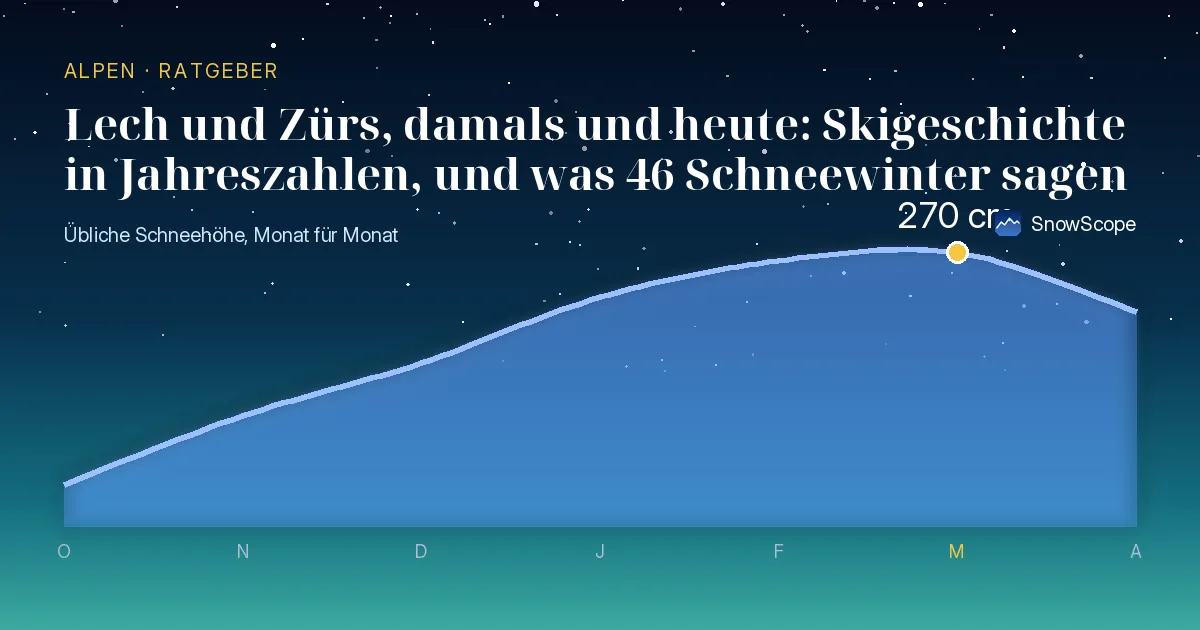 ALPEN · RATGEBER
Lech und Zürs, damals und heute: Skigeschichte
in Jahreszahlen, und was 46 Schneewinter sagen
270 c
SnowScope
Übliche Schneehöhe, Monat für Monat
O N D J F M A